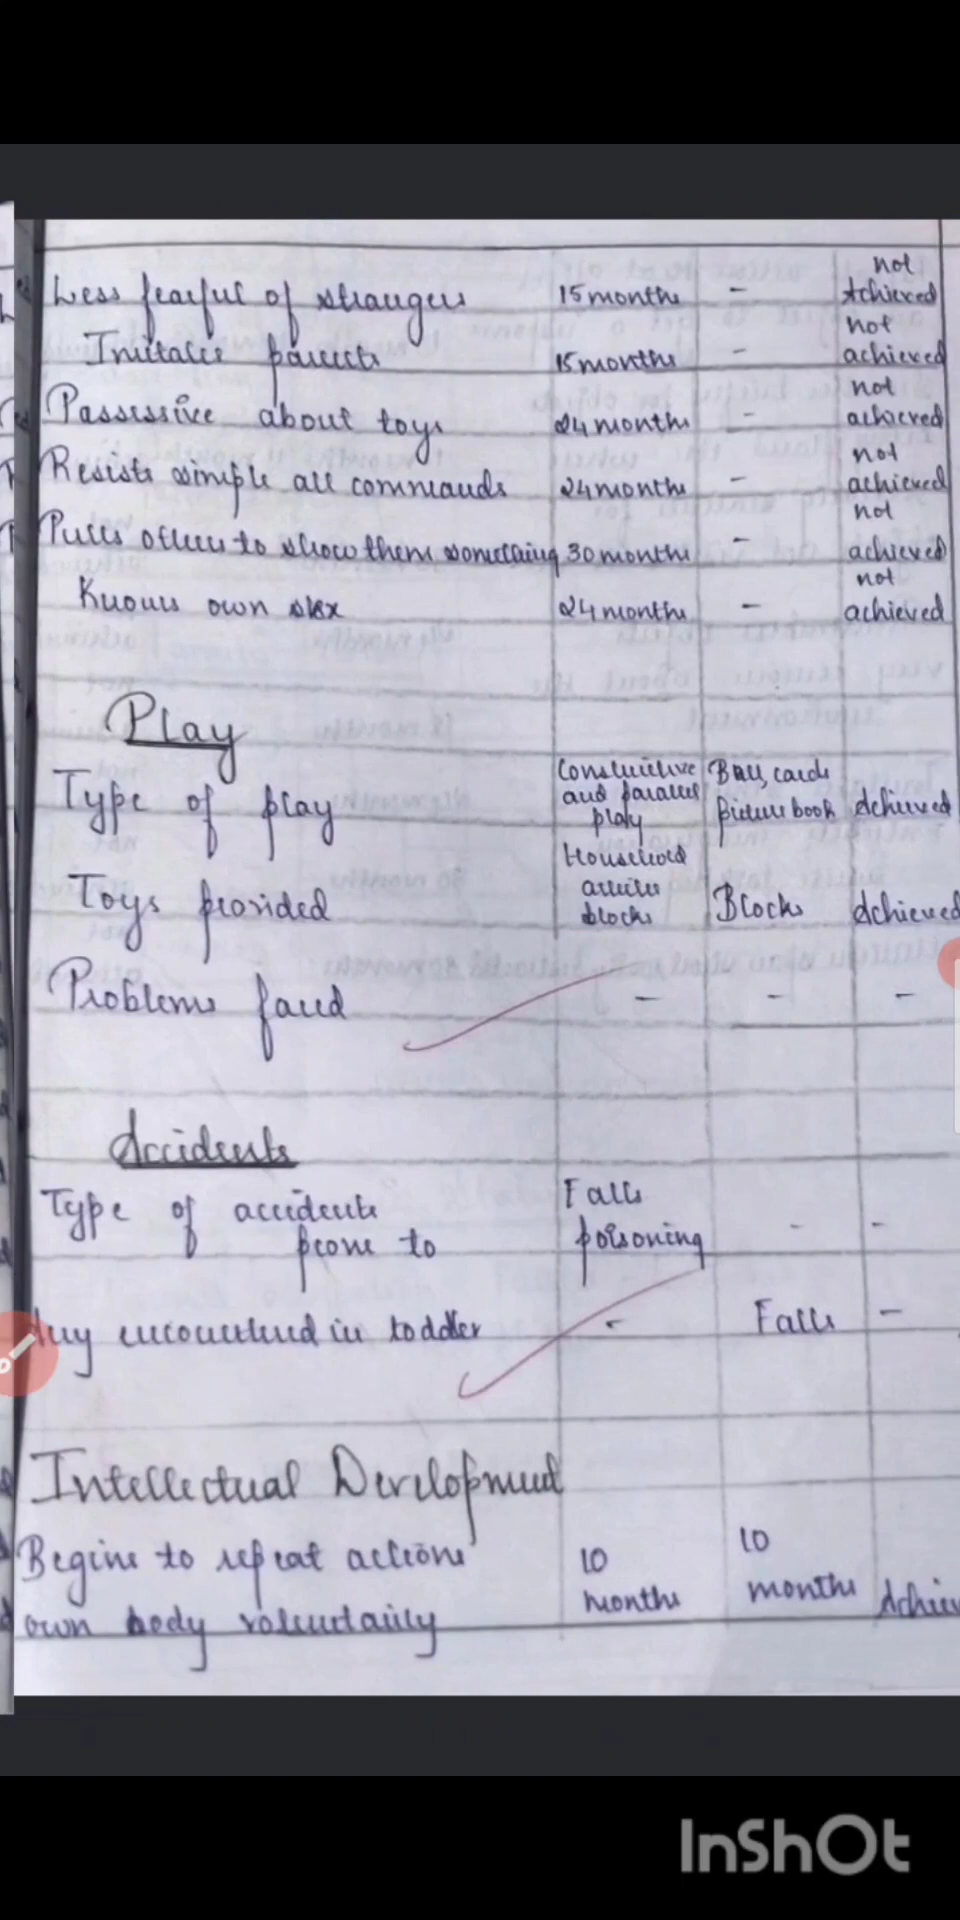 not
Less fearful of strangers 15 months - Achieved
not
Imitates parents 15 months - achieved
not
Passessive about toys 24 months - achieved
not
Resists simple all commands 24 months - achieved
not
Pulls others to show them something 30 months - achieved
not
Knows own sex 24 months - achieved
Play
Constructive Ball, cards
Type of play and parallel picture book Achieved
play
Household
Toys provided articles Blocks Achieved
blocks
Problems faced - - -
Accidents
Type of accidents Falls
prone to poisoning - -
Any encountered in toddler - Falls -
Intellectual Development
Begins to repeat actions 10 10
own body voluntarily months months Achiev
InShOt